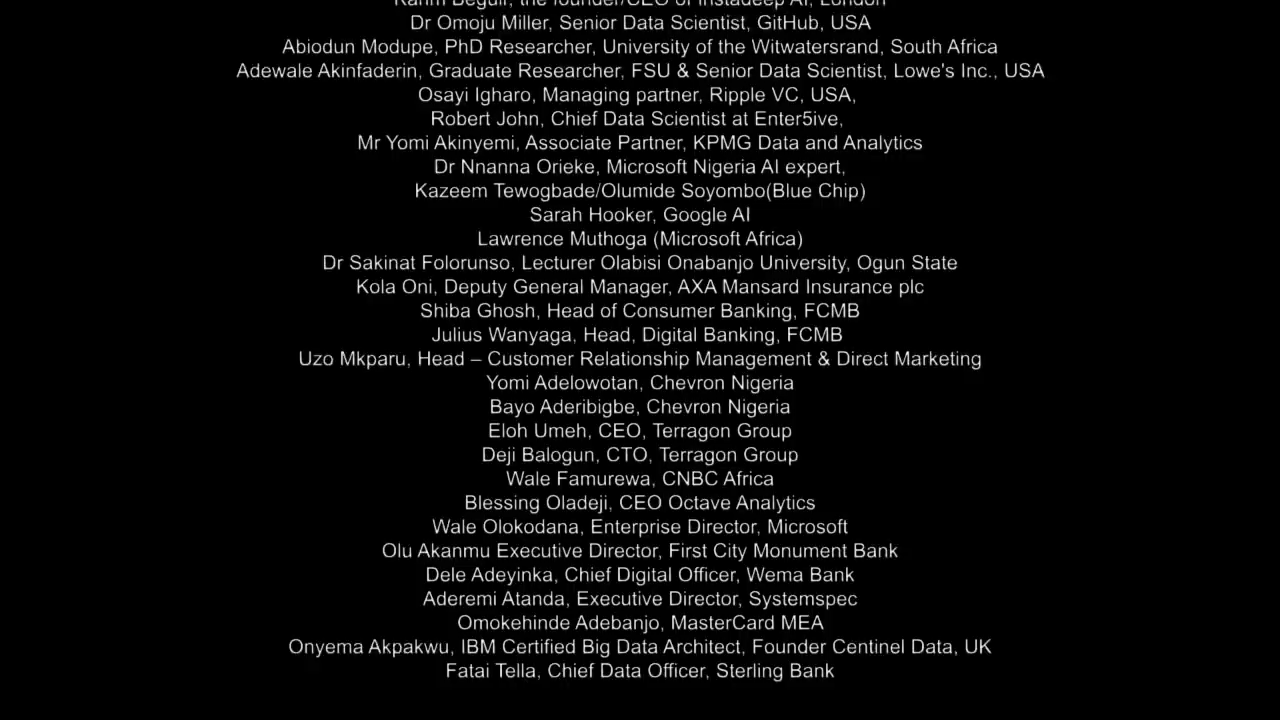 Karim Beguir, the founder/CEO of Instadeep AI, London
Dr Omoju Miller, Senior Data Scientist, GitHub, USA
Abiodun Modupe, PhD Researcher, University of the Witwatersrand, South Africa
Adewale Akinfaderin, Graduate Researcher, FSU & Senior Data Scientist, Lowe's Inc., USA
Osayi Igharo, Managing partner, Ripple VC, USA,
Robert John, Chief Data Scientist at Enter5ive,
Mr Yomi Akinyemi, Associate Partner, KPMG Data and Analytics
Dr Nnanna Orieke, Microsoft Nigeria AI expert,
Kazeem Tewogbade/Olumide Soyombo(Blue Chip)
Sarah Hooker, Google AI
Lawrence Muthoga (Microsoft Africa)
Dr Sakinat Folorunso, Lecturer Olabisi Onabanjo University, Ogun State
Kola Oni, Deputy General Manager, AXA Mansard Insurance plc
Shiba Ghosh, Head of Consumer Banking, FCMB
Julius Wanyaga, Head, Digital Banking, FCMB
Uzo Mkparu, Head – Customer Relationship Management & Direct Marketing
Yomi Adelowotan, Chevron Nigeria
Bayo Aderibigbe, Chevron Nigeria
Eloh Umeh, CEO, Terragon Group
Deji Balogun, CTO, Terragon Group
Wale Famurewa, CNBC Africa
Blessing Oladeji, CEO Octave Analytics
Wale Olokodana, Enterprise Director, Microsoft
Olu Akanmu Executive Director, First City Monument Bank
Dele Adeyinka, Chief Digital Officer, Wema Bank
Aderemi Atanda, Executive Director, Systemspec
Omokehinde Adebanjo, MasterCard MEA
Onyema Akpakwu, IBM Certified Big Data Architect, Founder Centinel Data, UK
Fatai Tella, Chief Data Officer, Sterling Bank